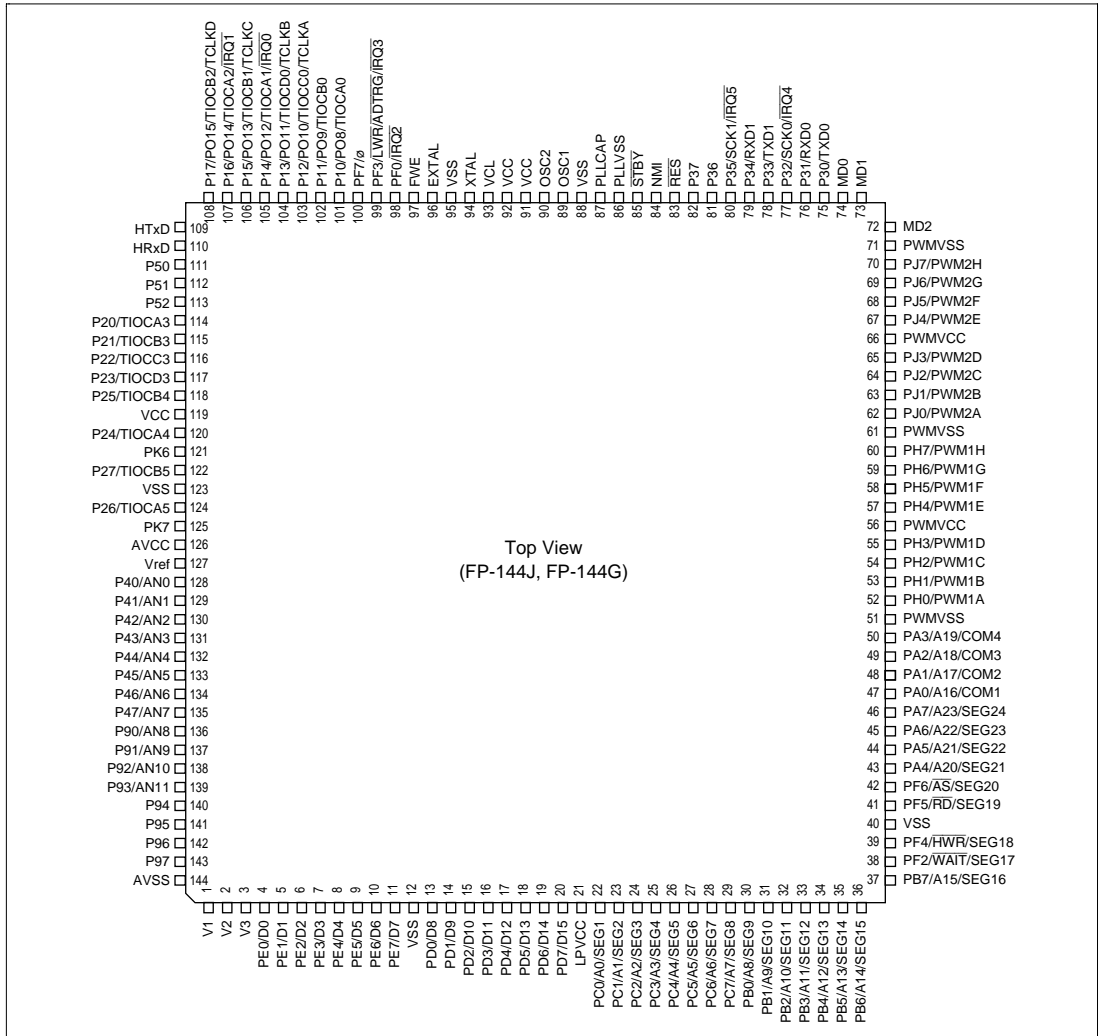 P17/PO15/TIOCB2/TCLKD
P16/PO14/TIOCA2/IRQ1
P15/PO13/TIOCB1/TCLKC
P14/PO12/TIOCA1/IRQ0
P13/PO11/TIOCD0/TCLKB
P12/PO10/TIOCC0/TCLKA
P11/PO9/TIOCB0
P10/PO8/TIOCA0
PF7/ø
PF3/LWR/ADTRG/IRQ3
PF0/IRQ2
FWE
EXTAL
VSS
XTAL
VCL
VCC
VCC
OSC2
OSC1
VSS
PLLCAP
PLLVSS
STBY
NMI
RES
P37
P36
P35/SCK1/IRQ5
P34/RXD1
P33/TXD1
P32/SCK0/IRQ4
P31/RXD0
P30/TXD0
MD0
MD1
108 107 106 105 104 103 102 101 100 99 98 97 96 95 94 93 92 91 90 89 88 87 86 85 84 83 82 81 80 79 78 77 76 75 74 73
HTxD 109
HRxD 110
P50 111
P51 112
P52 113
P20/TIOCA3 114
P21/TIOCB3 115
P22/TIOCC3 116
P23/TIOCD3 117
P25/TIOCB4 118
VCC 119
P24/TIOCA4 120
PK6 121
P27/TIOCB5 122
VSS 123
P26/TIOCA5 124
PK7 125
AVCC 126
Vref 127
P40/AN0 128
P41/AN1 129
P42/AN2 130
P43/AN3 131
P44/AN4 132
P45/AN5 133
P46/AN6 134
P47/AN7 135
P90/AN8 136
P91/AN9 137
P92/AN10 138
P93/AN11 139
P94 140
P95 141
P96 142
P97 143
AVSS 144
Top View
(FP-144J, FP-144G)
72 MD2
71 PWMVSS
70 PJ7/PWM2H
69 PJ6/PWM2G
68 PJ5/PWM2F
67 PJ4/PWM2E
66 PWMVCC
65 PJ3/PWM2D
64 PJ2/PWM2C
63 PJ1/PWM2B
62 PJ0/PWM2A
61 PWMVSS
60 PH7/PWM1H
59 PH6/PWM1G
58 PH5/PWM1F
57 PH4/PWM1E
56 PWMVCC
55 PH3/PWM1D
54 PH2/PWM1C
53 PH1/PWM1B
52 PH0/PWM1A
51 PWMVSS
50 PA3/A19/COM4
49 PA2/A18/COM3
48 PA1/A17/COM2
47 PA0/A16/COM1
46 PA7/A23/SEG24
45 PA6/A22/SEG23
44 PA5/A21/SEG22
43 PA4/A20/SEG21
42 PF6/AS/SEG20
41 PF5/RD/SEG19
40 VSS
39 PF4/HWR/SEG18
38 PF2/WAIT/SEG17
37 PB7/A15/SEG16
1 2 3 4 5 6 7 8 9 10 11 12 13 14 15 16 17 18 19 20 21 22 23 24 25 26 27 28 29 30 31 32 33 34 35 36
V1
V2
V3
PE0/D0
PE1/D1
PE2/D2
PE3/D3
PE4/D4
PE5/D5
PE6/D6
PE7/D7
VSS
PD0/D8
PD1/D9
PD2/D10
PD3/D11
PD4/D12
PD5/D13
PD6/D14
PD7/D15
LPVCC
PC0/A0/SEG1
PC1/A1/SEG2
PC2/A2/SEG3
PC3/A3/SEG4
PC4/A4/SEG5
PC5/A5/SEG6
PC6/A6/SEG7
PC7/A7/SEG8
PB0/A8/SEG9
PB1/A9/SEG10
PB2/A10/SEG11
PB3/A11/SEG12
PB4/A12/SEG13
PB5/A13/SEG14
PB6/A14/SEG15